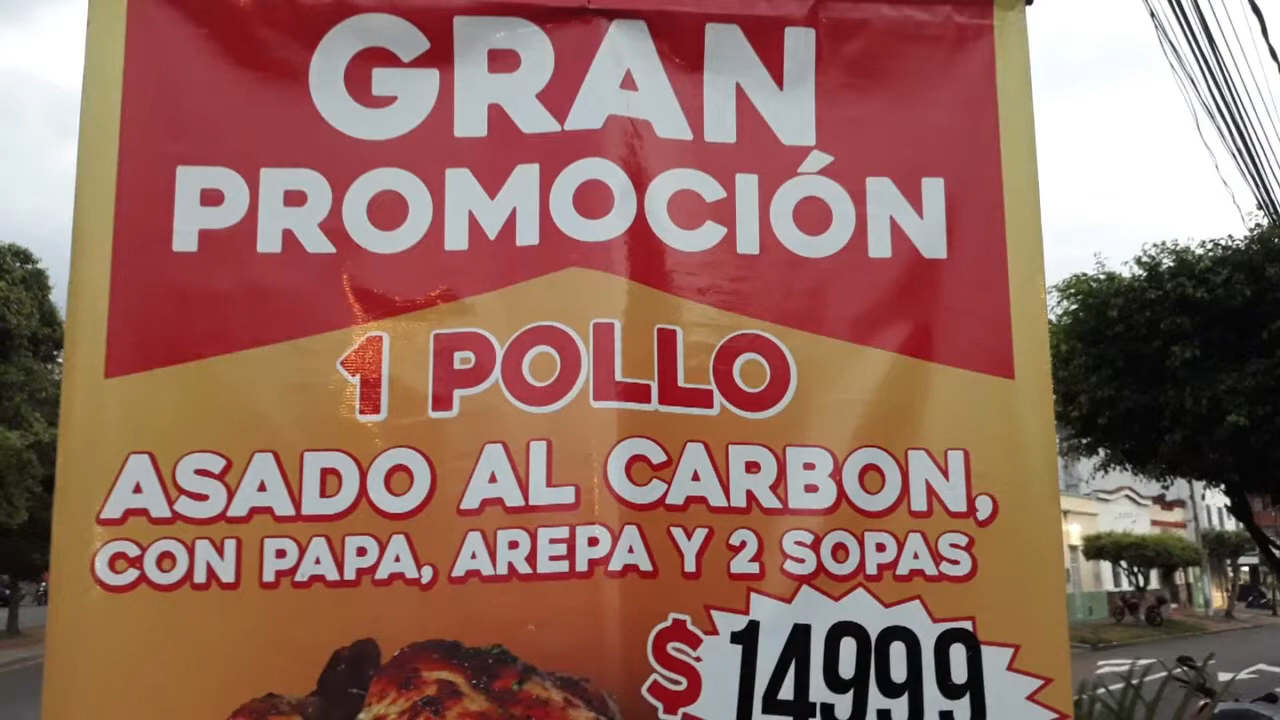 GRAN
PROMOCIÓN
1 POLLO
ASADO AL CARBON,
CON PAPA, AREPA Y 2 SOPAS
$14999